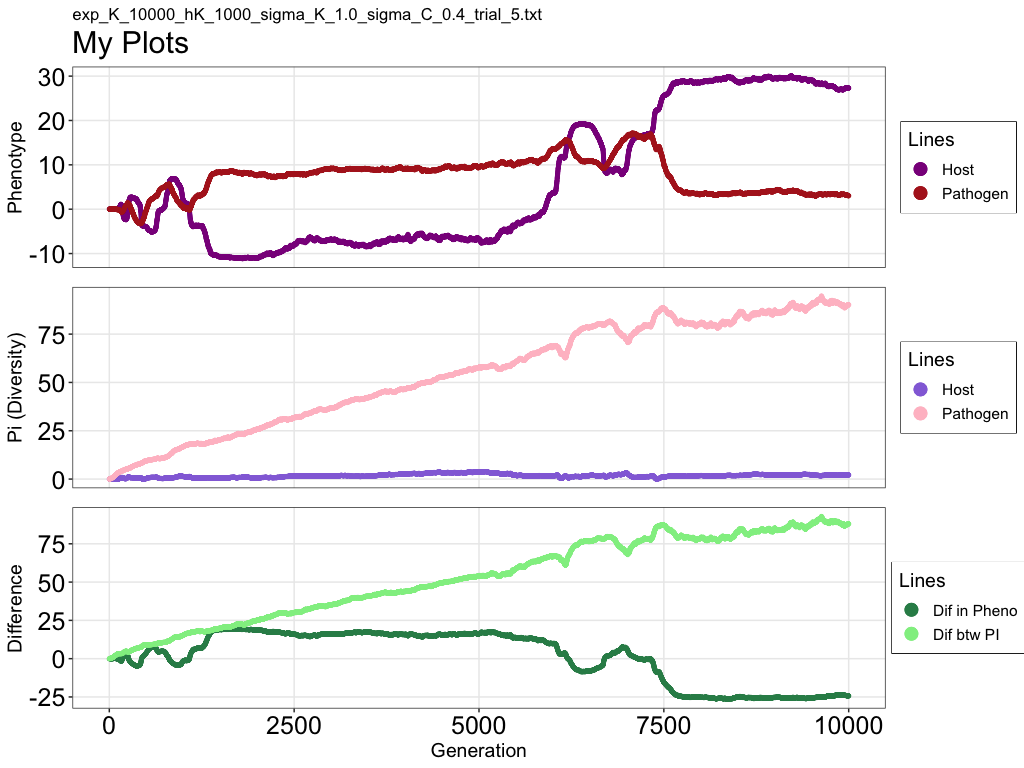 exp_K_10000_hK_1000_sigma_K_1.0_sigma_C_0.4_trial_5.txt
My Plots
Phenotype
30
20
10
0
-10
Lines
Host
Pathogen
Pi (Diversity)
75
50
25
0
Lines
Host
Pathogen
Difference
75
50
25
0
-25
Lines
Dif in Pheno
Dif btw PI
0 2500 5000 7500 10000
Generation